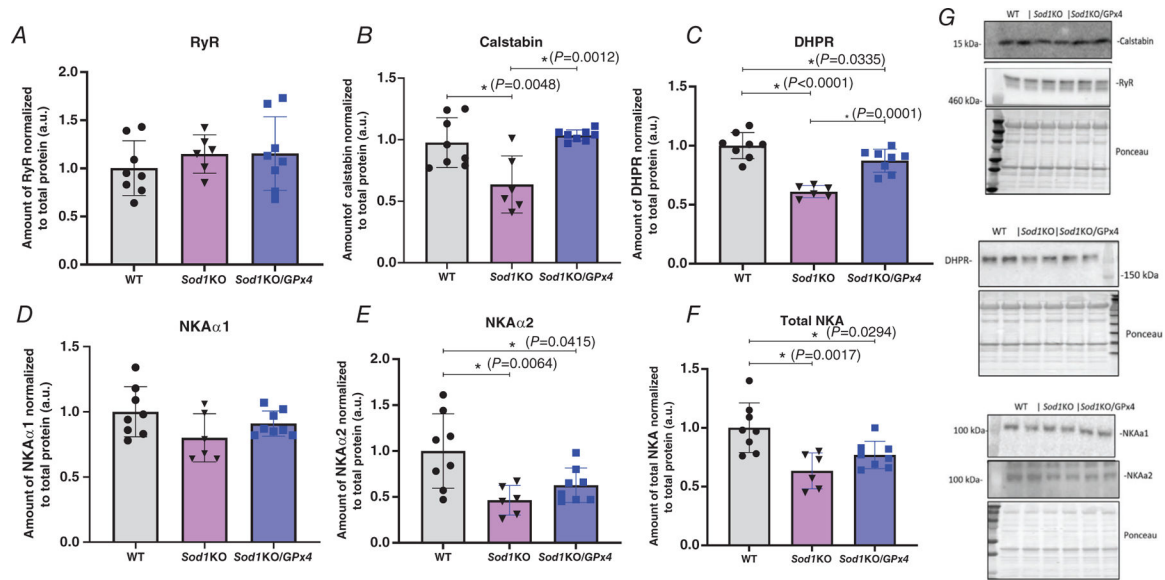 A
RyR
Amount of RyR normalized
to total protein (a.u.)
2.0
1.5
1.0
0.5
0.0
WT
Sod1KO
Sod1KO/GPx4
B
Calstabin
*(P=0.0012)
*(P=0.0048)
Amountof calstabin normalized
to total protein (a.u.)
1.5
1.0
0.5
0.0
WT
Sod1KO
Sod1KO/GPx4
C
DHPR
*(P=0.0335)
*(P<0.0001)
*(P=0.0001)
Amount of DHPR normalized
to total protein (a.u.)
1.5
1.0
0.5
0.0
WT
Sod1KO
Sod1KO/GPx4
D
NKAα1
Amount of NKAα1 normalized
to total protein (a.u.)
1.5
1.0
0.5
0.0
WT
Sod1KO
Sod1KO/GPx4
E
NKAα2
* (P=0.0415)
* (P=0.0064)
Amount of NKAα2 normalized
to total protein (a.u.)
2.0
1.5
1.0
0.5
0.0
WT
Sod1KO
Sod1KO/GPx4
F
Total NKA
* (P=0.0294)
* (P=0.0017)
Amount of total NKA normalized
to total protein (a.u.)
1.5
1.0
0.5
0.0
WT
Sod1KO
Sod1KO/GPx4
G
WT | Sod1KO |Sod1KO/GPx4
15 kDa-
-Calstabin
-RyR
460 kDa-
Ponceau
WT |Sod1KO|Sod1KO/GPx4
DHPR-
-150 kDa
Ponceau
WT | Sod1KO |Sod1KO/GPx4
100 kDa-
-NKAa1
100 kDa-
-NKAa2
Ponceau